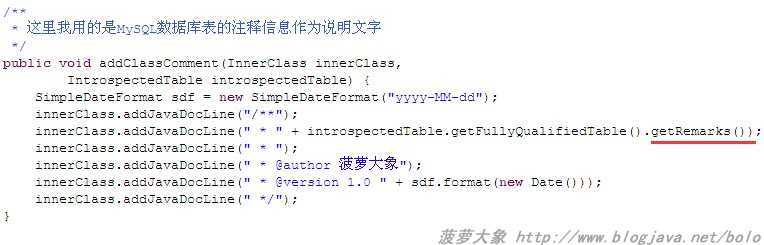 /**
 * 这里我用的是MySQL数据库表的注释信息作为说明文字
 */
public void addClassComment(InnerClass innerClass,
        IntrospectedTable introspectedTable) {
    SimpleDateFormat sdf = new SimpleDateFormat("yyyy-MM-dd");
    innerClass.addJavaDocLine("/**");
    innerClass.addJavaDocLine(" * " + introspectedTable.getFullyQualifiedTable().getRemarks());
    innerClass.addJavaDocLine(" * ");
    innerClass.addJavaDocLine(" * @author 菠萝大象");
    innerClass.addJavaDocLine(" * @version 1.0 " + sdf.format(new Date()));
    innerClass.addJavaDocLine(" */");
}
菠萝大象 http://www.blogjava.net/bolo